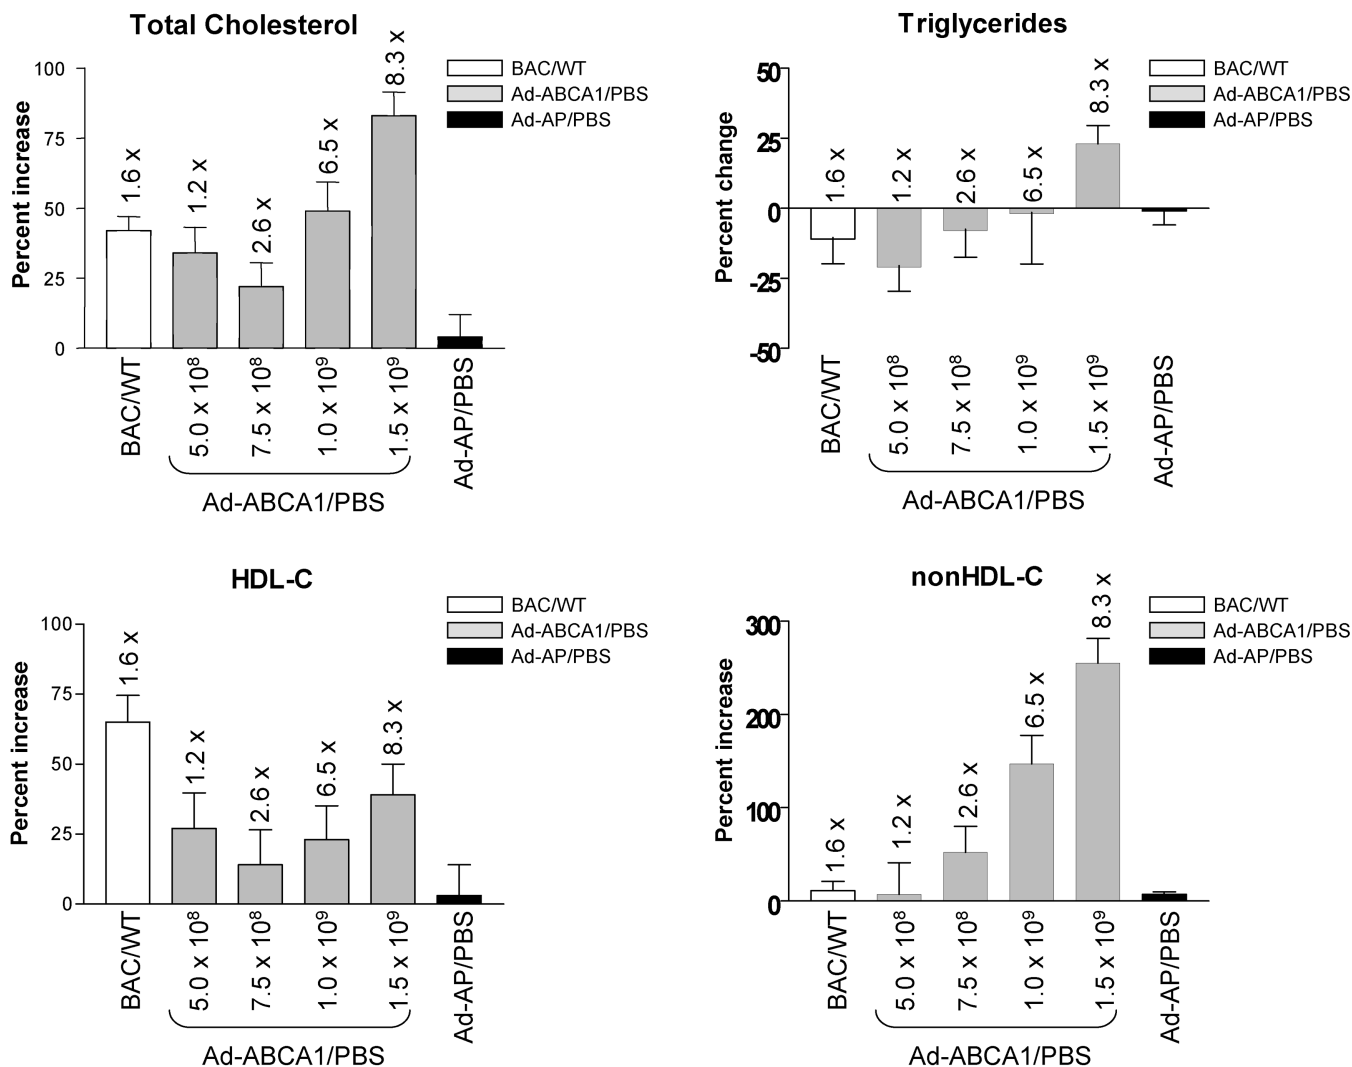 Total Cholesterol
Percent increase
100
75
50
25
0
1.6 x
1.2 x
2.6 x
6.5 x
8.3 x
BAC/WT
Ad-ABCA1/PBS
Ad-AP/PBS
BAC/WT
5.0 x 10⁸
7.5 x 10⁸
1.0 x 10⁹
1.5 x 10⁹
Ad-AP/PBS
Ad-ABCA1/PBS
Triglycerides
Percent change
50
25
0
-25
-50
1.6 x
1.2 x
2.6 x
6.5 x
8.3 x
BAC/WT
Ad-ABCA1/PBS
Ad-AP/PBS
BAC/WT
5.0 x 10⁸
7.5 x 10⁸
1.0 x 10⁹
1.5 x 10⁹
Ad-AP/PBS
Ad-ABCA1/PBS
HDL-C
Percent increase
100
75
50
25
0
1.6 x
1.2 x
2.6 x
6.5 x
8.3 x
BAC/WT
Ad-ABCA1/PBS
Ad-AP/PBS
BAC/WT
5.0 x 10⁸
7.5 x 10⁸
1.0 x 10⁹
1.5 x 10⁹
Ad-AP/PBS
Ad-ABCA1/PBS
nonHDL-C
Percent increase
300
200
100
0
1.6 x
1.2 x
2.6 x
6.5 x
8.3 x
BAC/WT
Ad-ABCA1/PBS
Ad-AP/PBS
BAC/WT
5.0 x 10⁸
7.5 x 10⁸
1.0 x 10⁹
1.5 x 10⁹
Ad-AP/PBS
Ad-ABCA1/PBS